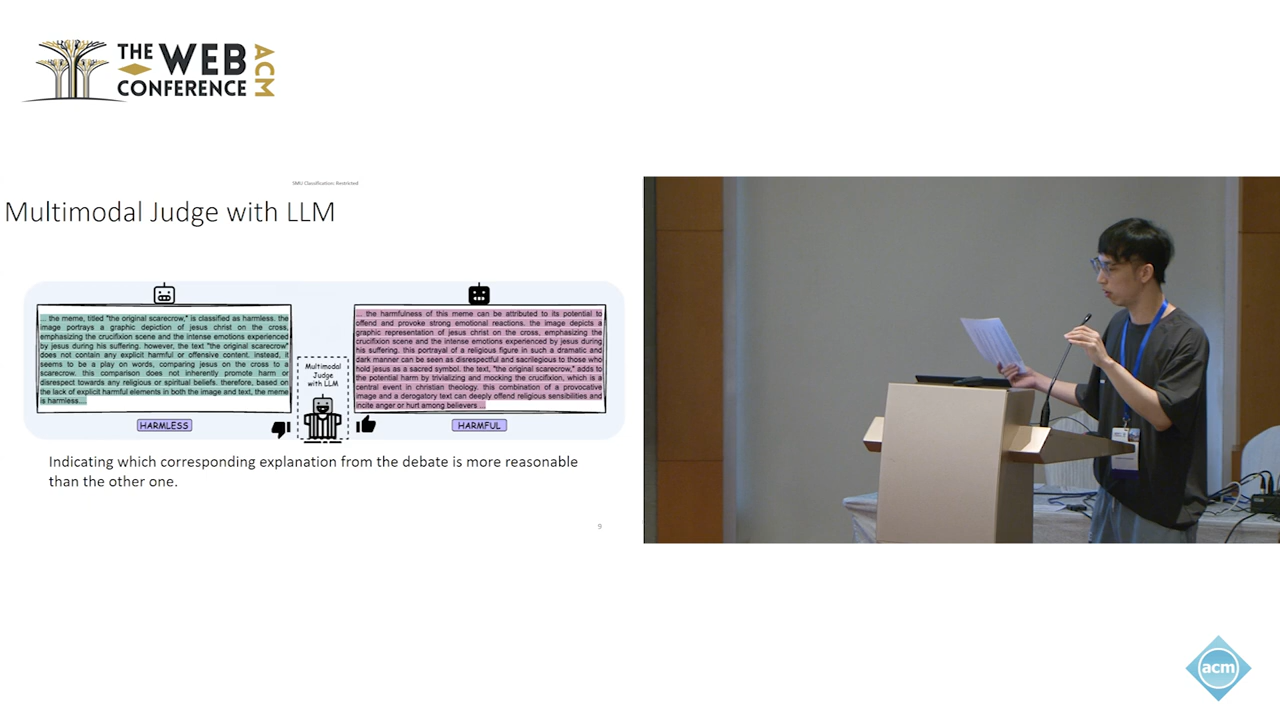 THE WEB
CONFERENCE
ACM
SMU Classification: Restricted
Multimodal Judge with LLM
... the meme, titled "the original scarecrow," is classified as harmless. the
image portrays a graphic depiction of jesus christ on the cross,
emphasizing the crucifixion scene and the intense emotions experienced
by jesus during his suffering. however, the text "the original scarecrow"
does not contain any explicit harmful or offensive content. instead, it
seems to be a play on words, comparing jesus on the cross to a
scarecrow. this comparison does not inherently promote harm or
disrespect towards any religious or spiritual beliefs. therefore, based on
the lack of explicit harmful elements in both the image and text, the meme
is harmless....
HARMLESS
Multimodal
Judge
with LLM
... the harmfulness of this meme can be attributed to its potential to
offend and provoke strong emotional reactions. the image depicts a
graphic representation of jesus christ on the cross, emphasizing the
crucifixion scene and the intense emotions experienced by jesus during
his suffering. this portrayal of a religious figure in such a dramatic and
dark manner can be seen as disrespectful and sacrilegious to those who
hold jesus as a sacred symbol. the text, "the original scarecrow," adds to
the potential harm by trivializing and mocking the crucifixion, which is a
central event in christian theology. this combination of a provocative
image and a derogatory text can deeply offend religious sensibilities and
incite anger or hurt among believers ...
HARMFUL
Indicating which corresponding explanation from the debate is more reasonable
than the other one.
9
acm